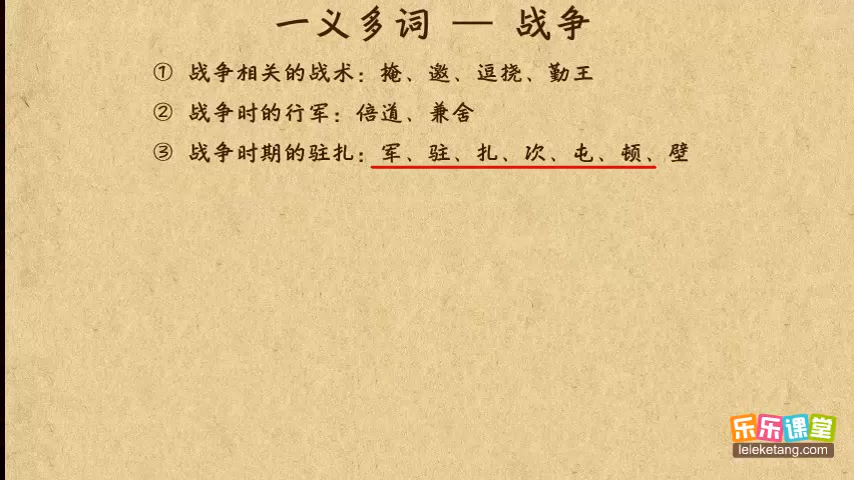 一义多词 — 战争
① 战争相关的战术：掩、邀、逗挠、勤王
② 战争时的行军：倍道、兼舍
③ 战争时期的驻扎：军、驻、扎、次、屯、顿、壁
乐乐课堂
leleketang.com